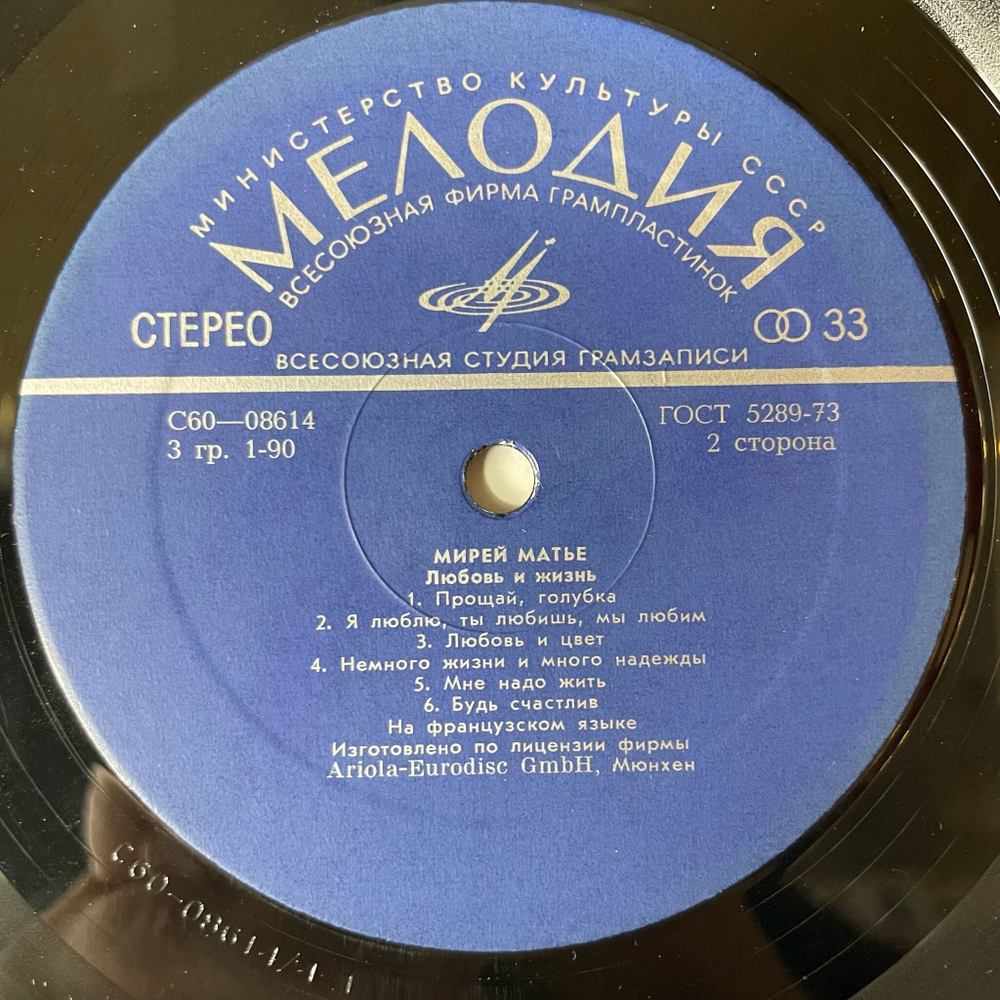 МИНИСТЕРСТВО КУЛЬТУРЫ СССР
МЕЛОДИЯ
ВСЕСОЮЗНАЯ ФИРМА ГРАМПЛАСТИНОК
СТЕРЕО
33
ВСЕСОЮЗНАЯ СТУДИЯ ГРАМЗАПИСИ
С60—08614
ГОСТ 5289-73
3 гр. 1-90
2 сторона
МИРЕЙ МАТЬЕ
Любовь и жизнь
1. Прощай, голубка
2. Я люблю, ты любишь, мы любим
3. Любовь и цвет
4. Немного жизни и много надежды
5. Мне надо жить
6. Будь счастлив
На французском языке
Изготовлено по лицензии фирмы
Ariola-Eurodisc GmbH, Мюнхен
С60-08614/